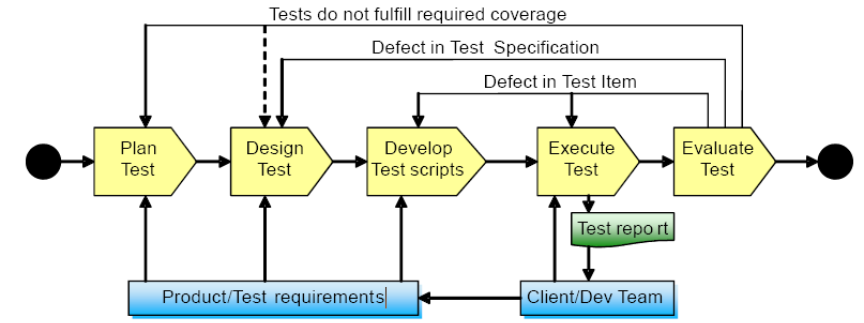 Tests do not fulfill required coverage
Defect in Test Specification
Defect in Test Item
Plan
Test
Design
Test
Develop
Test scripts
Execute
Test
Evaluate
Test
Test repo rt
Product/Test requirements
Client/Dev Team